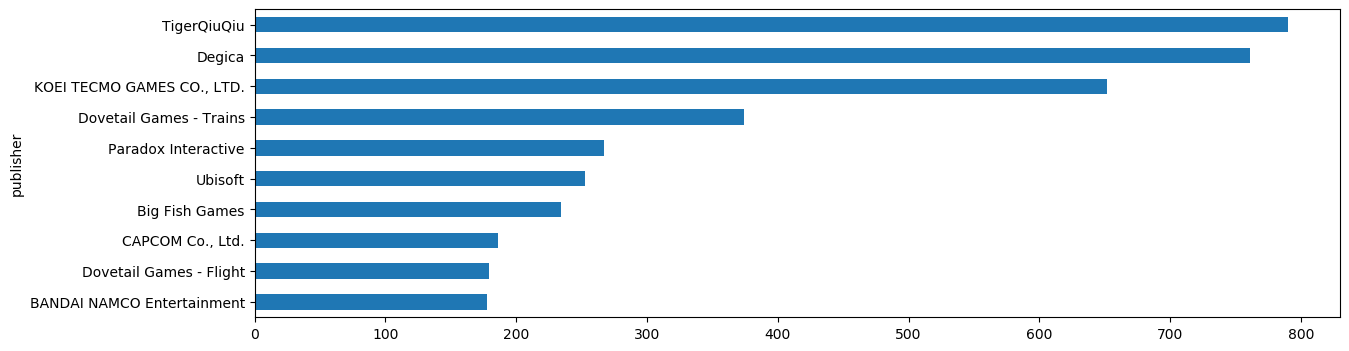 TigerQiuQiu
Degica
KOEI TECMO GAMES CO., LTD.
Dovetail Games - Trains
Paradox Interactive
Ubisoft
Big Fish Games
CAPCOM Co., Ltd.
Dovetail Games - Flight
BANDAI NAMCO Entertainment
publisher
0 100 200 300 400 500 600 700 800